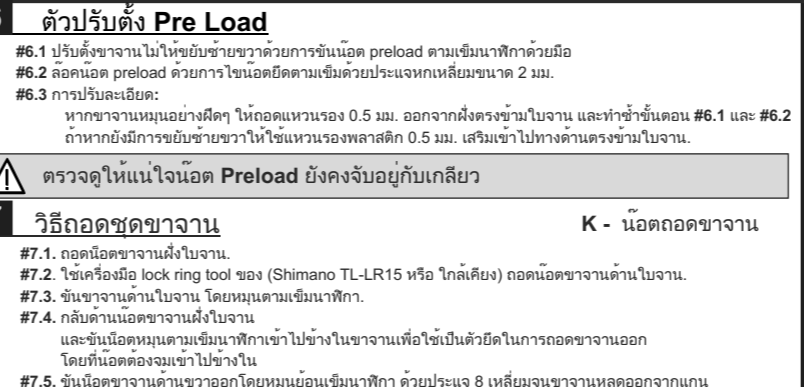 ตัวปรับตั้ง Pre Load
#6.1 ปรับตั้งขาจานไม่ให้ขยับซ้ายขวาด้วยการขันน๊อต preload ตามเข็มนาฬิกาด้วยมือ
#6.2 ล๊อคน๊อต preload ด้วยการไขน๊อตยึดตามเข็มด้วยประแจหกเหลี่ยมขนาด 2 มม.
#6.3 การปรับละเอียด:
หากขาจานหมุนอย่างฝืดๆ ให้ถอดแหวนรอง 0.5 มม. ออกจากฝั่งตรงข้ามใบจาน และทำซ้ำขั้นตอน #6.1 และ #6.2
ถ้าหากยังมีการขยับซ้ายขวาให้ใช้แหวนรองพลาสติก 0.5 มม. เสริมเข้าไปทางด้านตรงข้ามใบจาน.
ตรวจดูให้แน่ใจน๊อต Preload ยังคงจับอยู่กับเกลียว
วิธีถอดชุดขาจาน K - น๊อตถอดขาจาน
#7.1. ถอดน็อตขาจานฝั่งใบจาน.
#7.2. ใช้เครื่องมือ lock ring tool ของ (Shimano TL-LR15 หรือ ใกล้เคียง) ถอดน๊อตขาจานด้านใบจาน.
#7.3. ขันขาจานด้านใบจาน โดยหมุนตามเข็มนาฬิกา.
#7.4. กลับด้านน๊อตขาจานฝั่งใบจาน
และขันน็อตหมุนตามเข็มนาฬิกาเข้าไปข้างในขาจานเพื่อใช้เป็นตัวยึดในการถอดขาจานออก
โดยที่น๊อตต้องจมเข้าไปข้างใน
#7.5. ขันน็อตขาจานด้านขวาออกโดยหมุนย้อนเข็มนาฬิกา ด้วยประแจ 8 เหลี่ยมจนขาจานหลุดออกจากแกน